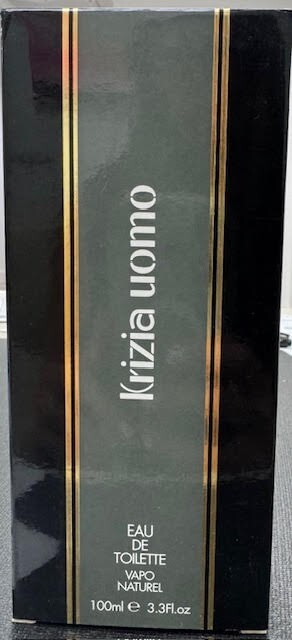 Krizia uomo
EAU
DE
TOILETTE
VAPO
NATUREL
100ml ℮ 3.3Fl.oz